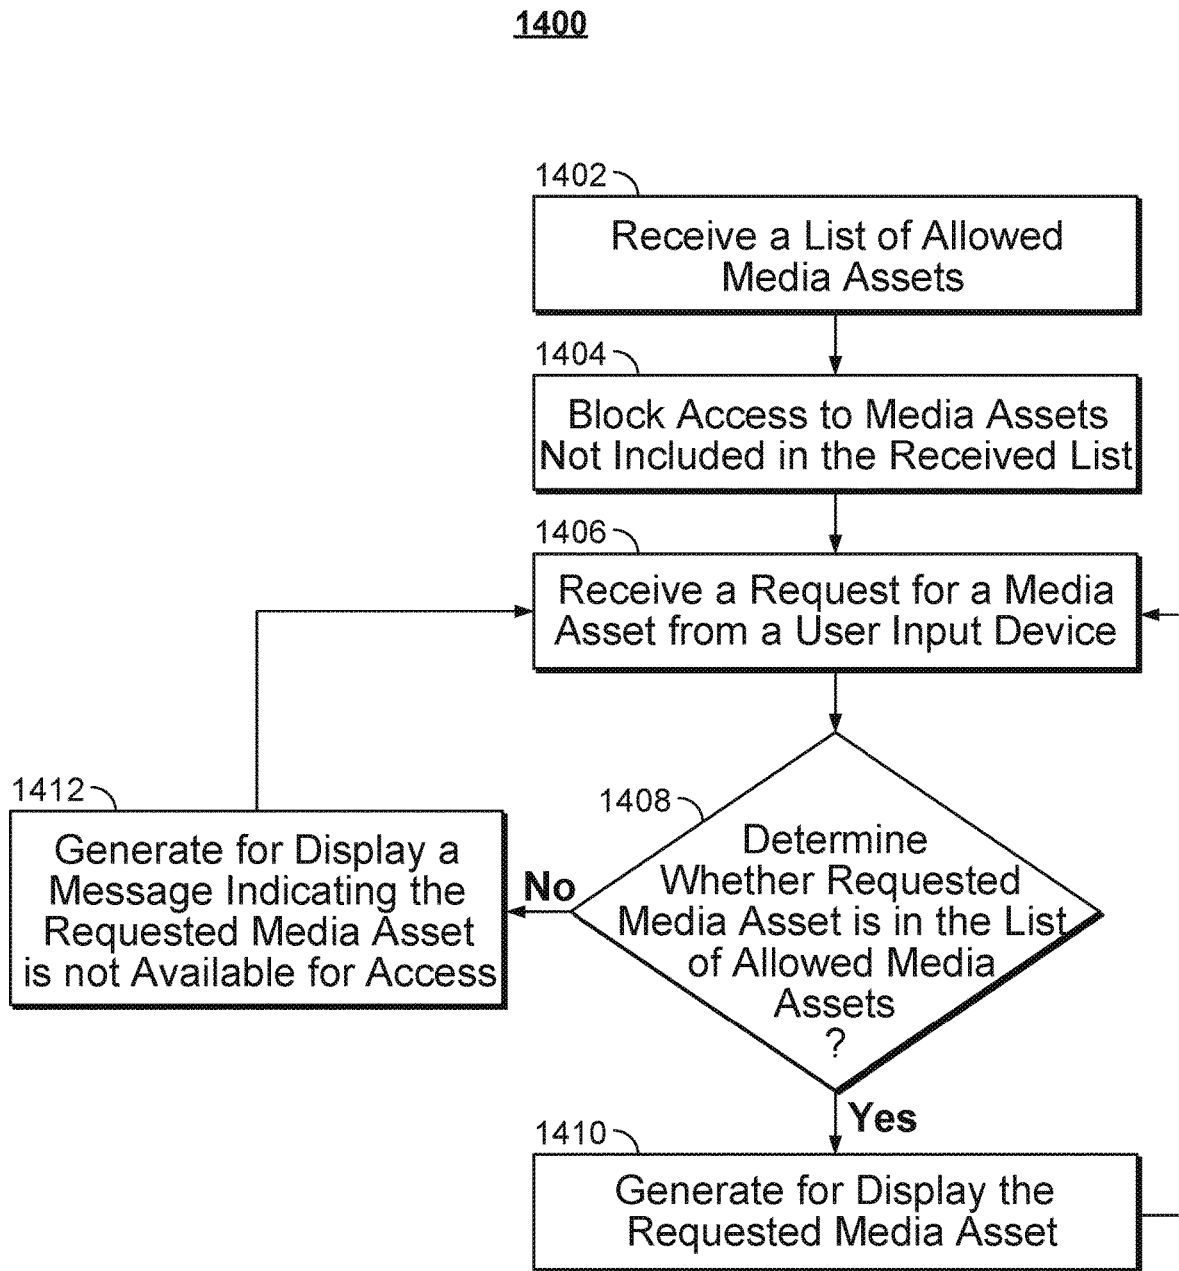 1400
1402
Receive a List of Allowed
Media Assets
1404
Block Access to Media Assets
Not Included in the Received List
1406
Receive a Request for a Media
Asset from a User Input Device
1408
Determine
Whether Requested
Media Asset is in the List
of Allowed Media
Assets
?
No
1412
Generate for Display a
Message Indicating the
Requested Media Asset
is not Available for Access
Yes
1410
Generate for Display the
Requested Media Asset